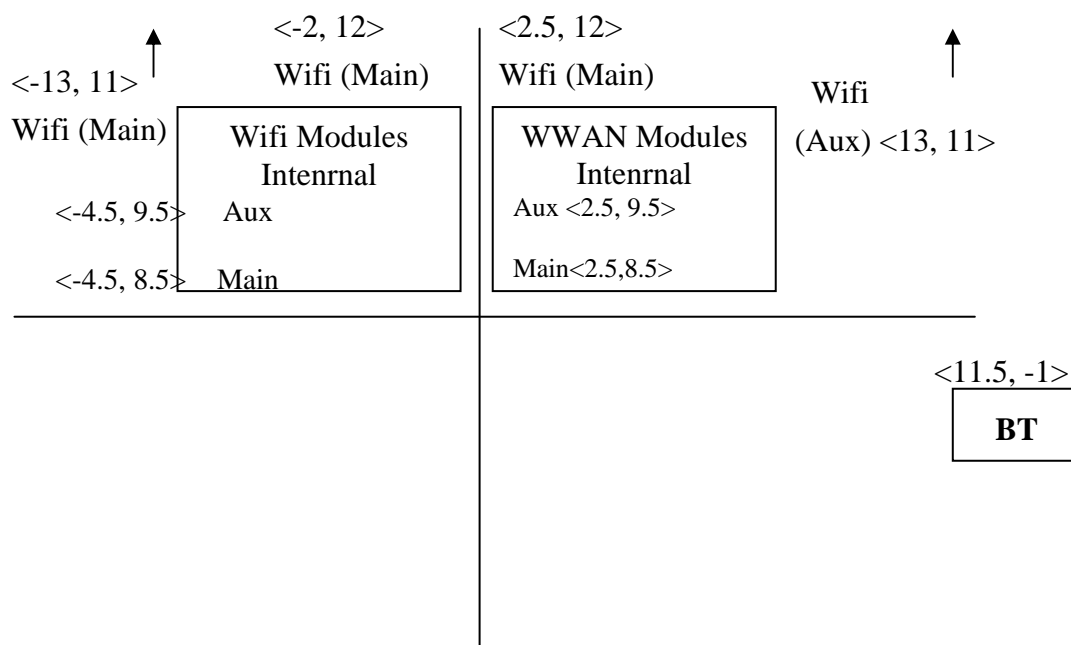 <-2, 12>
Wifi (Main)
<2.5, 12>
Wifi (Main)
<-13, 11>
Wifi (Main)
Wifi
(Aux) <13, 11>
Wifi Modules
Intenrnal
<-4.5, 9.5> Aux
<-4.5, 8.5> Main
WWAN Modules
Intenrnal
Aux <2.5, 9.5>
Main<2.5,8.5>
<11.5, -1>
BT